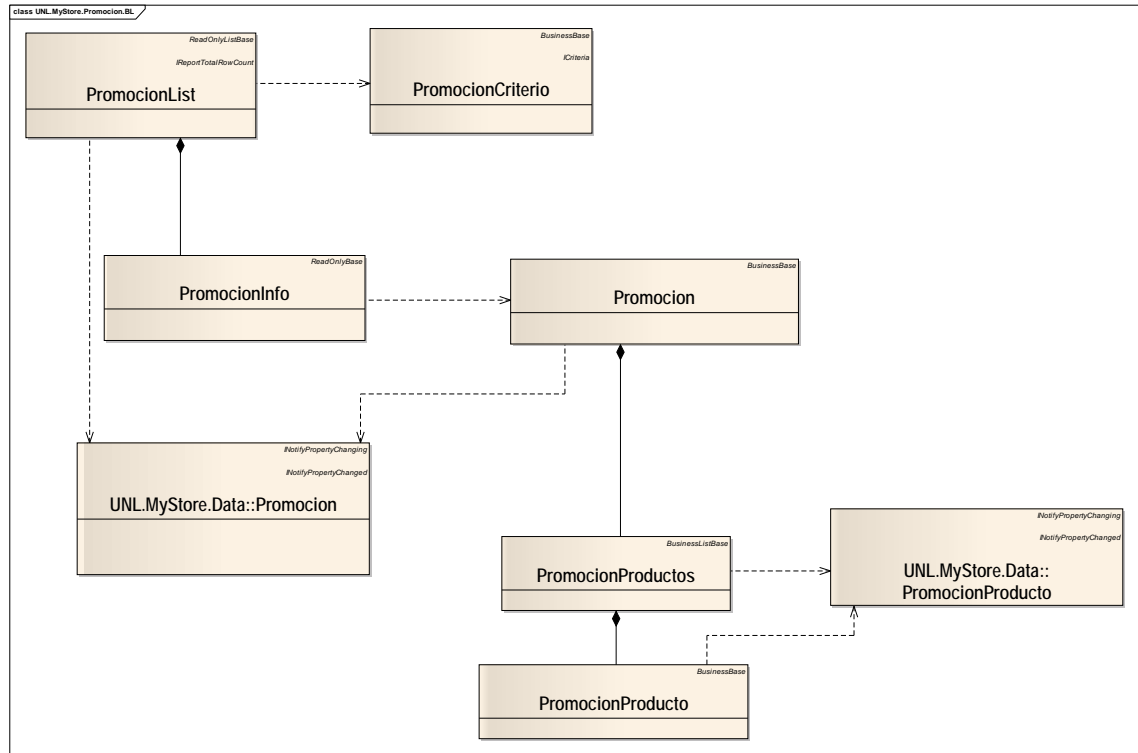 class UNL.MyStore.Promocion.BL
ReadOnlyListBase
IReportTotalRowCount
PromocionList
BusinessBase
ICriteria
PromocionCriterio
ReadOnlyBase
PromocionInfo
BusinessBase
Promocion
INotifyPropertyChanging
INotifyPropertyChanged
UNL.MyStore.Data::Promocion
BusinessListBase
PromocionProductos
INotifyPropertyChanging
INotifyPropertyChanged
UNL.MyStore.Data::
PromocionProducto
BusinessBase
PromocionProducto